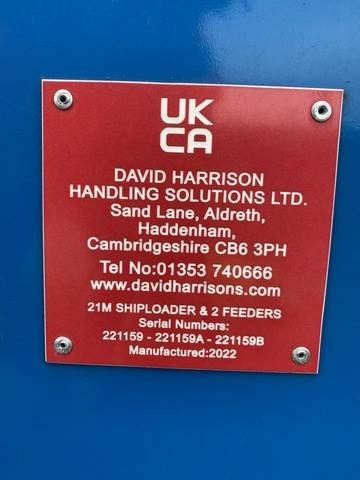 UK
CA
DAVID HARRISON
HANDLING SOLUTIONS LTD.
Sand Lane, Aldreth,
Haddenham,
Cambridgeshire CB6 3PH
Tel No:01353 740666
www.davidharrisons.com
21M SHIPLOADER & 2 FEEDERS
Serial Numbers:
221159 - 221159A - 221159B
Manufactured:2022